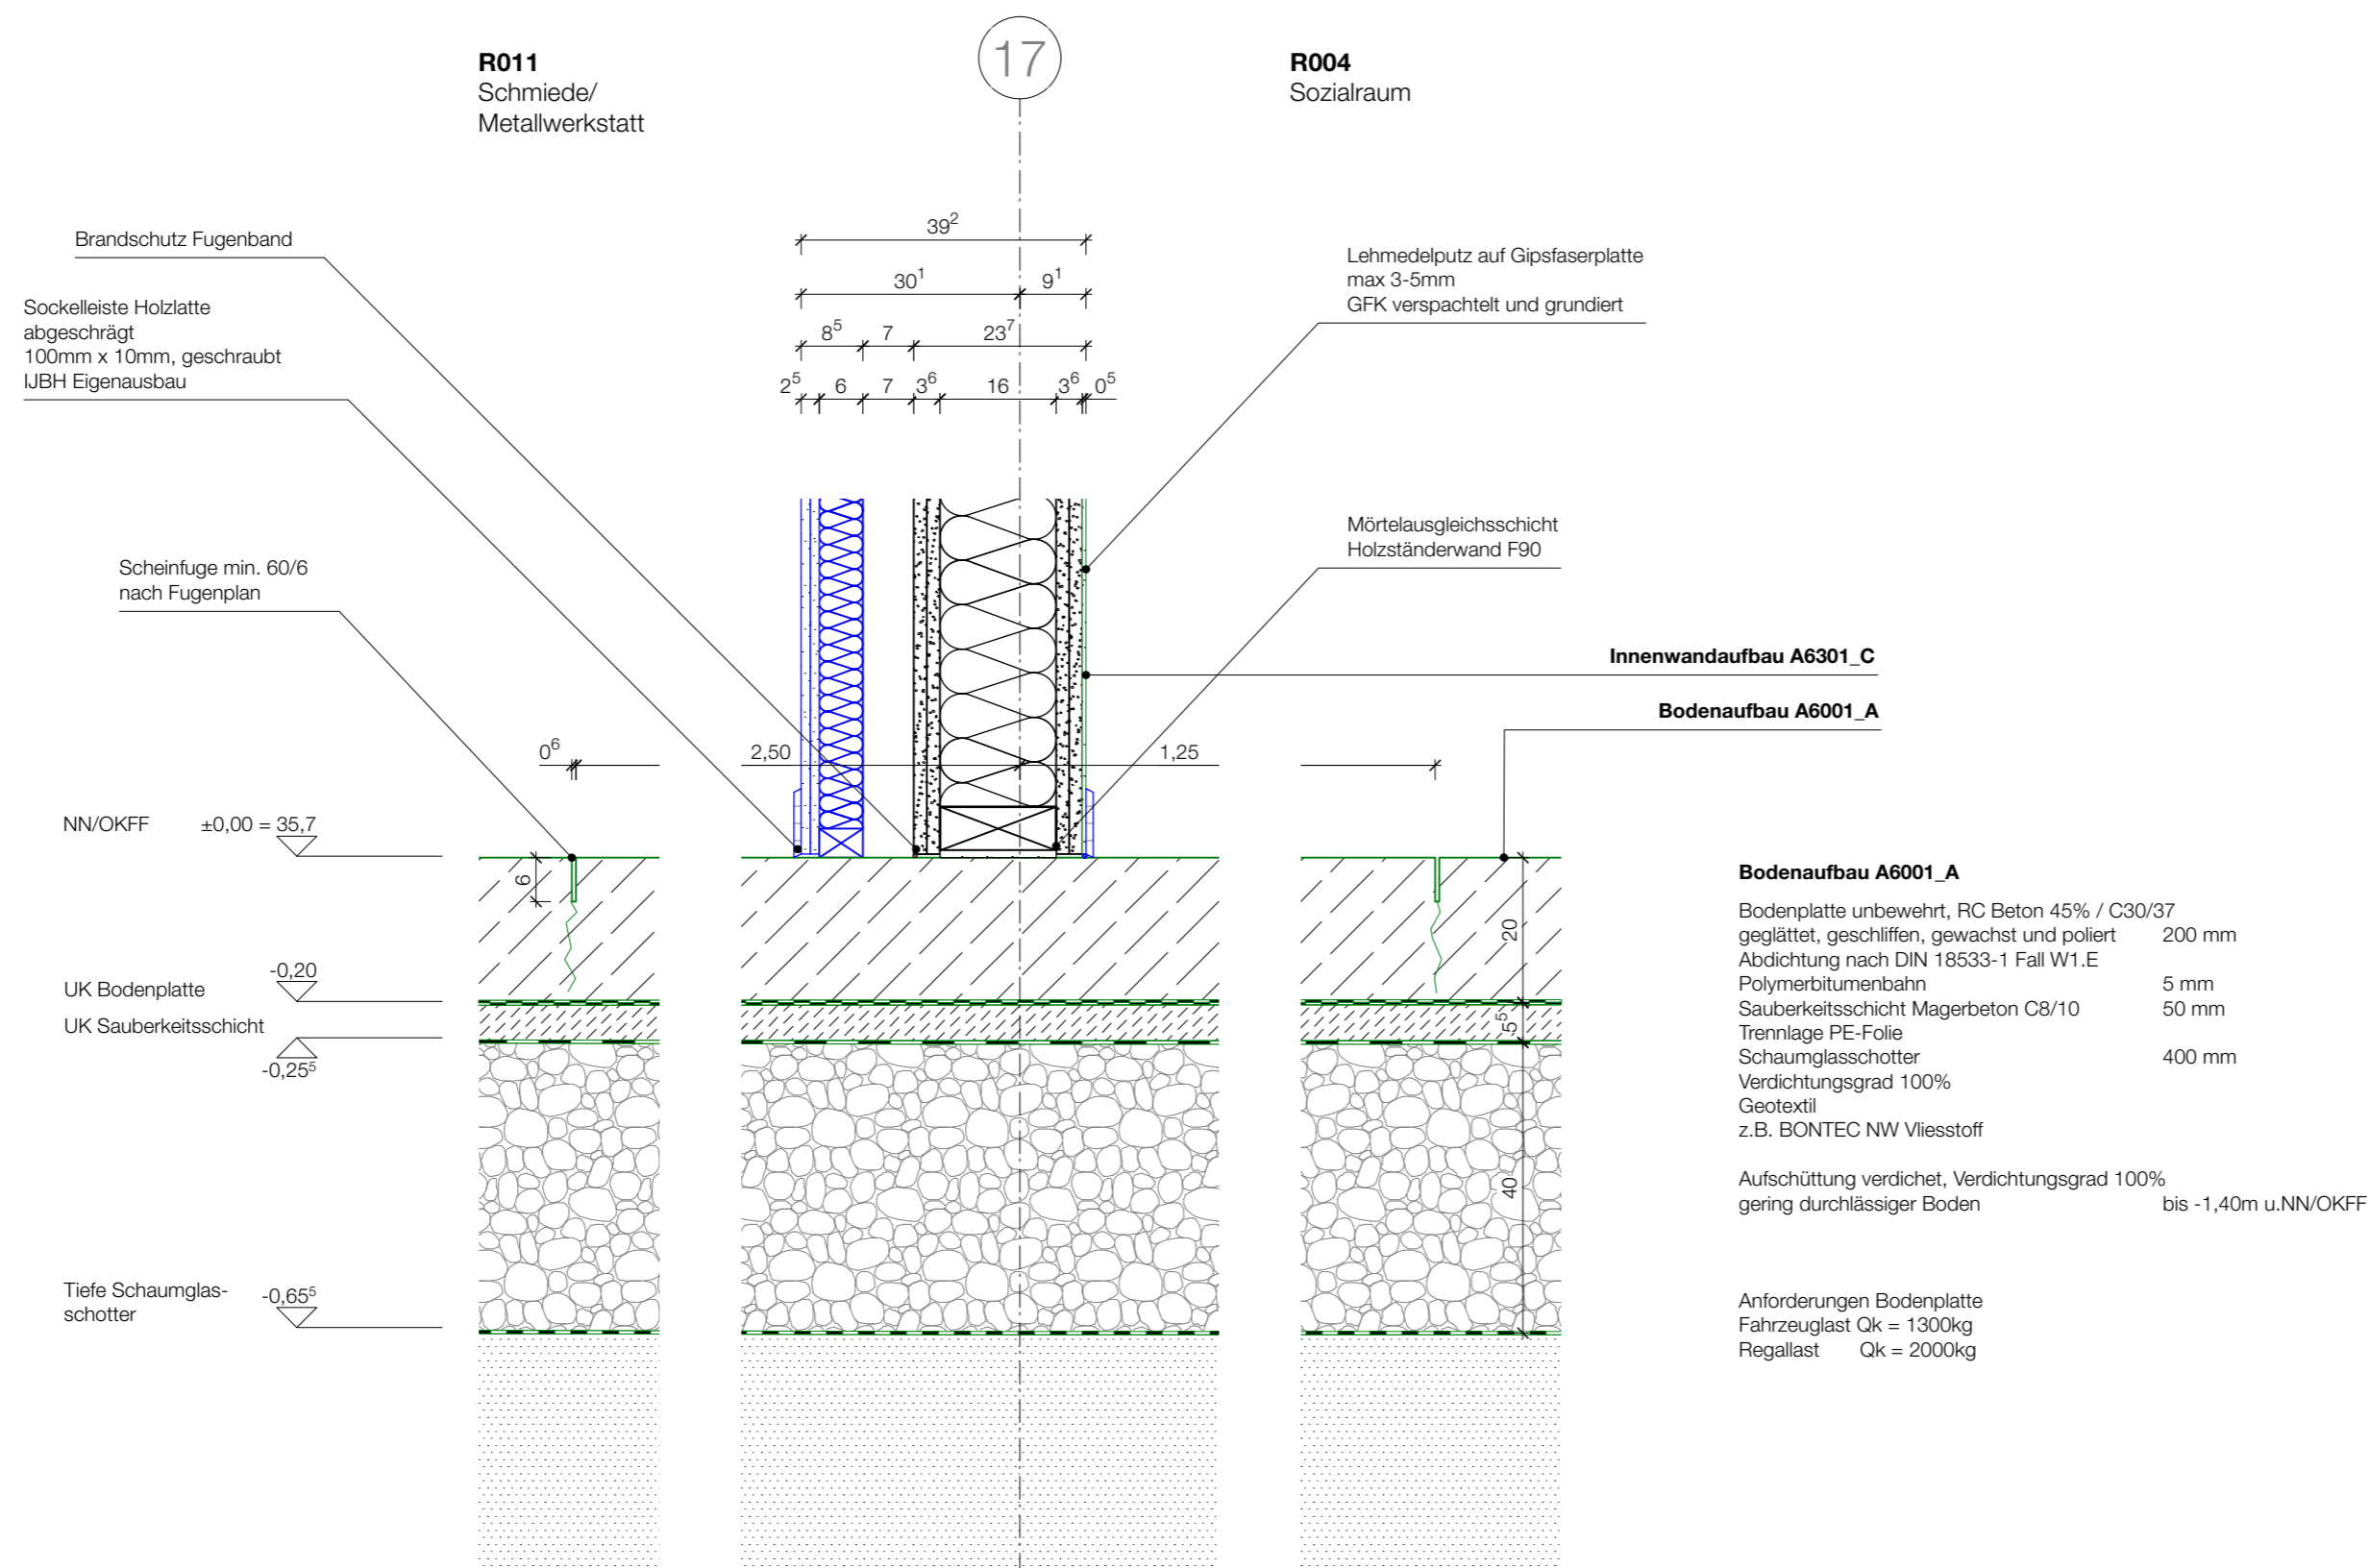 17
R011
Schmiede/
Metallwerkstatt
R004
Sozialraum
39²
30¹ 9¹
8⁵ 7 23⁷
2⁵ 6 7 3⁶ 16 3⁶ 0⁵
Brandschutz Fugenband
Sockelleiste Holzlatte
abgeschrägt
100mm x 10mm, geschraubt
IJBH Eigenausbau
Scheinfuge min. 60/6
nach Fugenplan
Lehmedelputz auf Gipsfaserplatte
max 3-5mm
GFK verspachtelt und grundiert
Mörtelausgleichsschicht
Holzständerwand F90
Innenwandaufbau A6301_C
Bodenaufbau A6001_A
0⁶ 2,50 1,25
NN/OKFF ±0,00 = 35,7
6
20
UK Bodenplatte -0,20
UK Sauberkeitsschicht
-0,25⁵
5⁵
40
Tiefe Schaumglas- -0,65⁵
schotter
Bodenaufbau A6001_A
Bodenplatte unbewehrt, RC Beton 45% / C30/37
geglättet, geschliffen, gewachst und poliert 200 mm
Abdichtung nach DIN 18533-1 Fall W1.E
Polymerbitumenbahn 5 mm
Sauberkeitsschicht Magerbeton C8/10 50 mm
Trennlage PE-Folie
Schaumglasschotter 400 mm
Verdichtungsgrad 100%
Geotextil
z.B. BONTEC NW Vliesstoff
Aufschüttung verdichet, Verdichtungsgrad 100%
gering durchlässiger Boden bis -1,40m u.NN/OKFF
Anforderungen Bodenplatte
Fahrzeuglast Qk = 1300kg
Regallast Qk = 2000kg